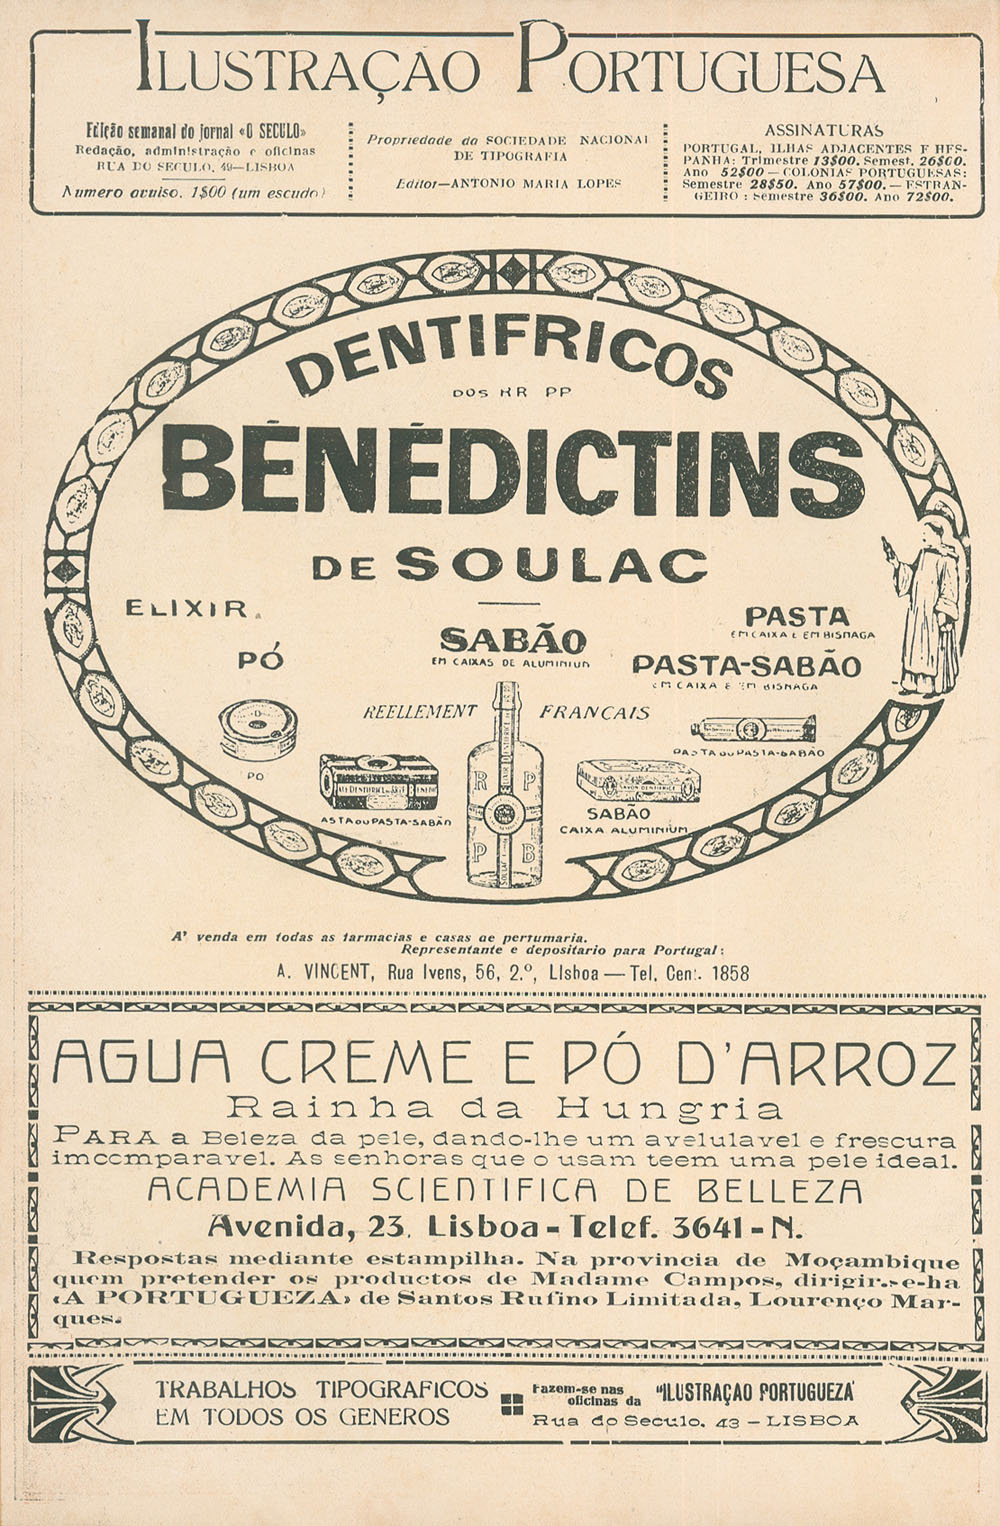 ILUSTRAÇÃO PORTUGUESA
Edição semanal do jornal «O SECULO»
Redação, administração e oficinas
RUA DO SECULO, 49—LISBOA
Numero avulso. 1$00 (um escudo)
Propriedade da SOCIEDADE NACIONAL
DE TIPOGRAFIA
Editor—ANTONIO MARIA LOPES
ASSINATURAS
PORTUGAL, ILHAS ADJACENTES E HES-
PANHA: Trimestre 13$00. Semest. 26$00.
Ano 52$00—COLONIAS PORTUGUESAS:
Semestre 28$50. Ano 57$00.—ESTRAN-
GEIRO: Semestre 36$00. Ano 72$00.
DENTIFRICOS
DOS RR PP
BÉNÉDICTINS
DE SOULAC
ELIXIR.
PÓ
SABÃO
EM CAIXAS DE ALUMINIUM
PASTA
EM CAIXA E EM BISNAGA
PASTA-SABÃO
EM CAIXA E EM BISNAGA
REELLEMENT FRANCAIS
PO
ASTA OU PASTA-SABÃO
R P
P B
PASTA OU PASTA-SABÃO
SAVON DENTIFRICE
SABÃO
CAIXA ALUMINIUM
A' venda em todas as farmacias e casas de perfumaria.
Representante e depositario para Portugal:
A. VINCENT, Rua Ivens, 56, 2.º, Lisboa—Tel. Cent. 1858
AGUA CREME E PÓ D'ARROZ
Rainha da Hungria
PARA a Beleza da pele, dando-lhe um avelulavel e frescura
imcomparavel. As senhoras que o usam teem uma pele ideal.
ACADEMIA SCIENTIFICA DE BELLEZA
Avenida, 23, Lisboa-Telef. 3641-N.
Respostas mediante estampilha. Na provincia de Moçambique
quem pretender os productos de Madame Campos, dirigir-se-ha
«A PORTUGUEZA» de Santos Rufino Limitada, Lourenço Mar-
ques.
TRABALHOS TIPOGRAFICOS
EM TODOS OS GENEROS
Fazem-se nas
oficinas da
"ILUSTRAÇÃO PORTUGUEZA"
Rua do Seculo, 43—LISBOA